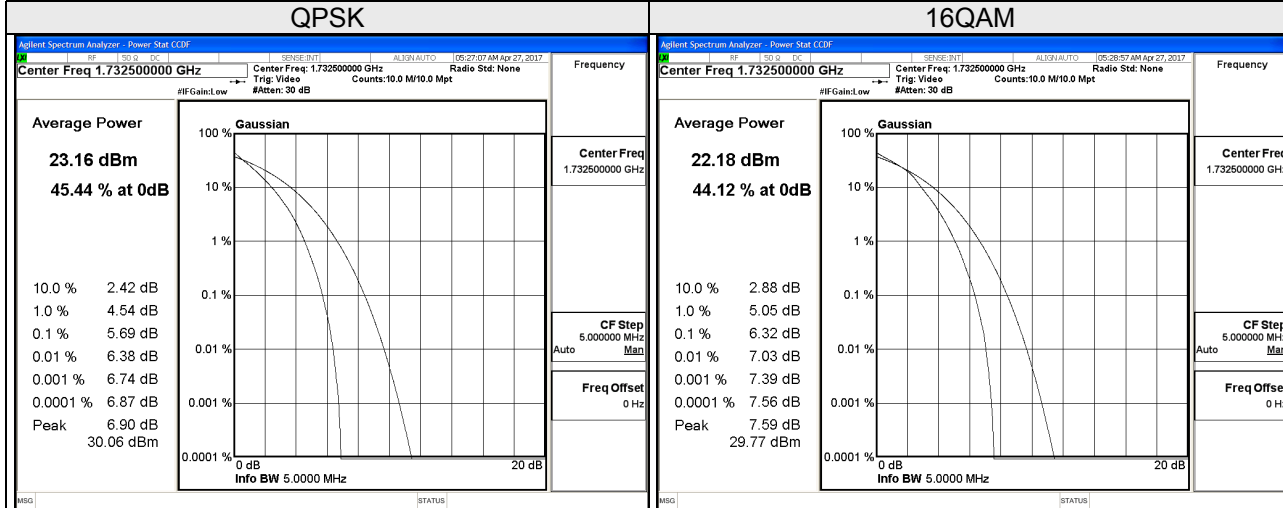 QPSK
Agilent Spectrum Analyzer - Power Stat CCDF
RF 50 Ω DC SENSE:INT ALIGN AUTO 05:27:07 AM Apr 27, 2017
Center Freq 1.732500000 GHz
Center Freq: 1.732500000 GHz Radio Std: None
Trig: Video Counts:10.0 M/10.0 Mpt
#IFGain:Low #Atten: 30 dB
Frequency
Average Power
23.16 dBm
45.44 % at 0dB
10.0 % 2.42 dB
1.0 % 4.54 dB
0.1 % 5.69 dB
0.01 % 6.38 dB
0.001 % 6.74 dB
0.0001 % 6.87 dB
Peak 6.90 dB
30.06 dBm
Gaussian
100 %
10 %
1 %
0.1 %
0.01 %
0.001 %
0.0001 %
0 dB 20 dB
Info BW 5.0000 MHz
Center Freq
1.732500000 GHz
CF Step
5.000000 MHz
Auto Man
Freq Offset
0 Hz
MSG STATUS
16QAM
Agilent Spectrum Analyzer - Power Stat CCDF
RF 50 Ω DC SENSE:INT ALIGN AUTO 05:28:57 AM Apr 27, 2017
Center Freq 1.732500000 GHz
Center Freq: 1.732500000 GHz Radio Std: None
Trig: Video Counts:10.0 M/10.0 Mpt
#IFGain:Low #Atten: 30 dB
Frequency
Average Power
22.18 dBm
44.12 % at 0dB
10.0 % 2.88 dB
1.0 % 5.05 dB
0.1 % 6.32 dB
0.01 % 7.03 dB
0.001 % 7.39 dB
0.0001 % 7.56 dB
Peak 7.59 dB
29.77 dBm
Gaussian
100 %
10 %
1 %
0.1 %
0.01 %
0.001 %
0.0001 %
0 dB 20 dB
Info BW 5.0000 MHz
Center Freq
1.732500000 GHz
CF Step
5.000000 MHz
Auto Man
Freq Offset
0 Hz
MSG STATUS